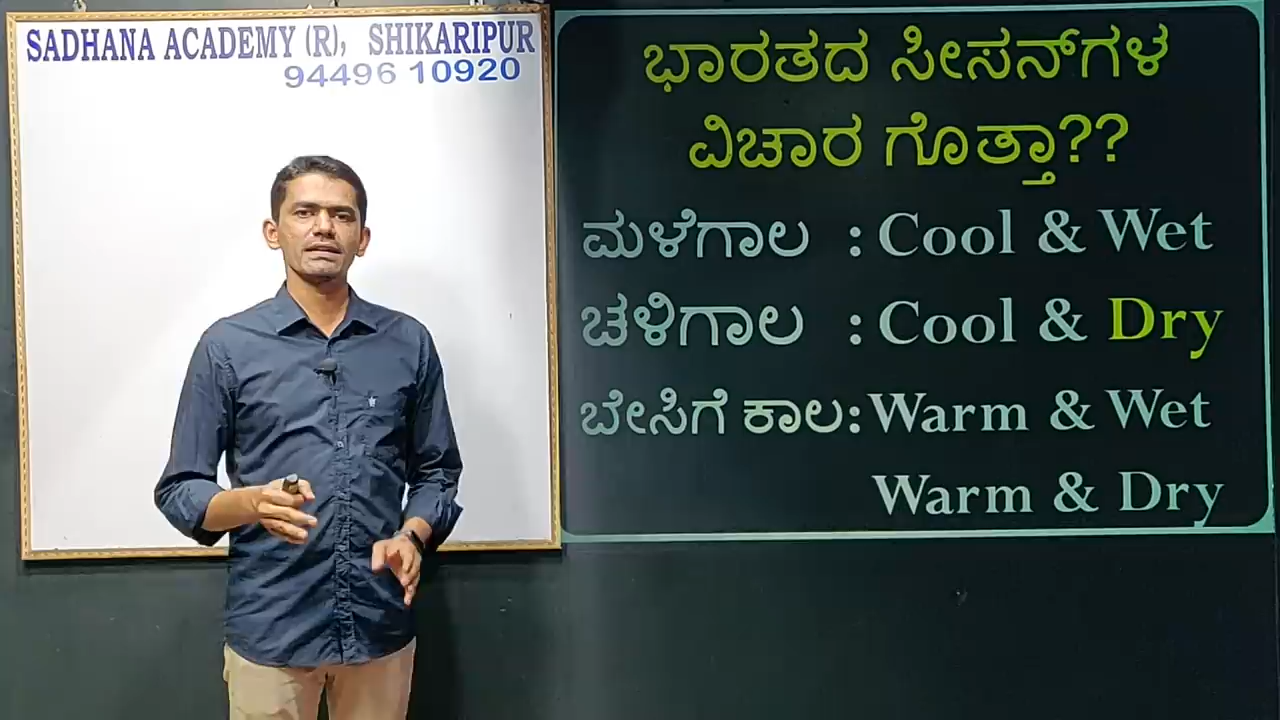 SADHANA ACADEMY (R), SHIKARIPUR
94496 10920
ಭಾರತದ ಸೀಸನ್‌ಗಳ
ವಿಚಾರ ಗೊತ್ತಾ??
ಮಳೆಗಾಲ : Cool & Wet
ಚಳಿಗಾಲ : Cool & Dry
ಬೇಸಿಗೆ ಕಾಲ: Warm & Wet
Warm & Dry